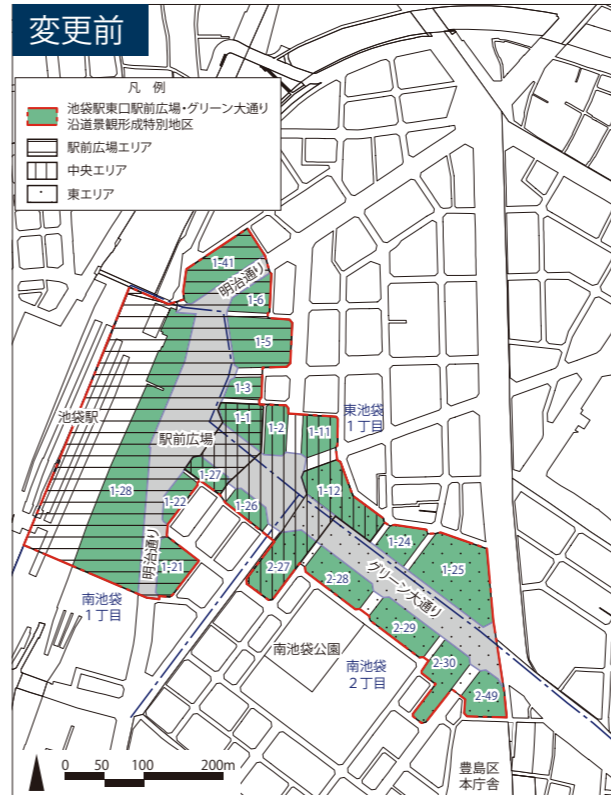 変更前
凡 例
池袋駅東口駅前広場・グリーン大通り
沿道景観形成特別地区
駅前広場エリア
中央エリア
東エリア
1-41
明治通り
1-6
1-5
1-3
1-1
1-2
1-11
東池袋
1丁目
池袋駅
駅前広場
1-27
1-28
1-22
1-26
1-12
1-24
1-25
明治通り
1-21
2-27
2-28
グリーン大通り
南池袋
1丁目
2-29
南池袋公園
南池袋
2丁目
2-30
2-49
0 50 100 200m
豊島区
本庁舎